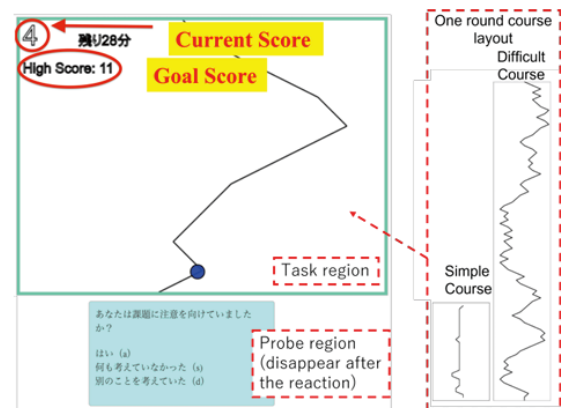 4
残り28分
Current Score
High Score: 11
Goal Score
Task region
あなたは課題に注意を向けていました
か？
はい（a）
何も考えていなかった（s）
別のことを考えていた（d）
Probe region
(disappear after
the reaction)
One round course
layout
Difficult
Course
Simple
Course